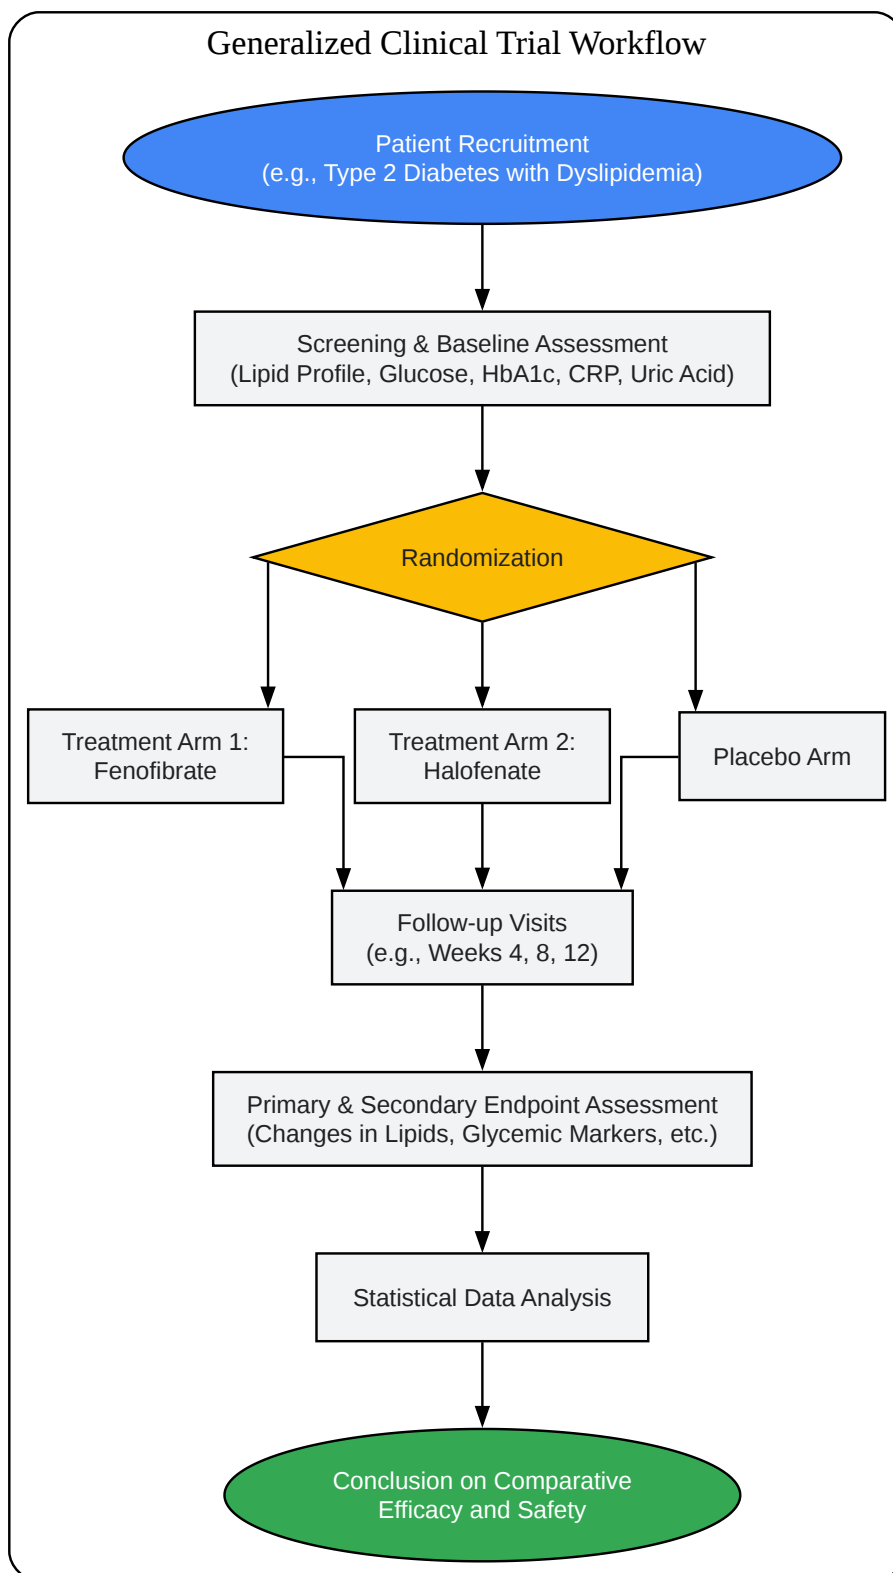 Generalized Clinical Trial Workflow
Patient Recruitment
(e.g., Type 2 Diabetes with Dyslipidemia)
Screening & Baseline Assessment
(Lipid Profile, Glucose, HbA1c, CRP, Uric Acid)
Randomization
Treatment Arm 1:
Fenofibrate
Treatment Arm 2:
Halofenate
Placebo Arm
Follow-up Visits
(e.g., Weeks 4, 8, 12)
Primary & Secondary Endpoint Assessment
(Changes in Lipids, Glycemic Markers, etc.)
Statistical Data Analysis
Conclusion on Comparative
Efficacy and Safety